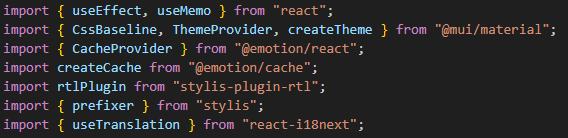 import { useEffect, useMemo } from "react";
import { CssBaseline, ThemeProvider, createTheme } from "@mui/material";
import { CacheProvider } from "@emotion/react";
import createCache from "@emotion/cache";
import rtlPlugin from "stylis-plugin-rtl";
import { prefixer } from "stylis";
import { useTranslation } from "react-i18next";